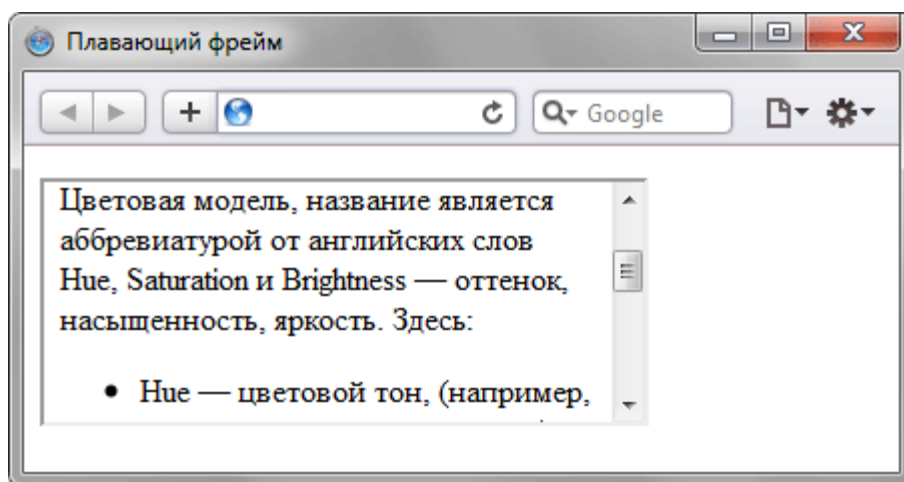 Плавающий фрейм
Google
Цветовая модель, название является
аббревиатурой от английских слов
Hue, Saturation и Brightness — оттенок,
насыщенность, яркость. Здесь:
• Hue — цветовой тон, (например,